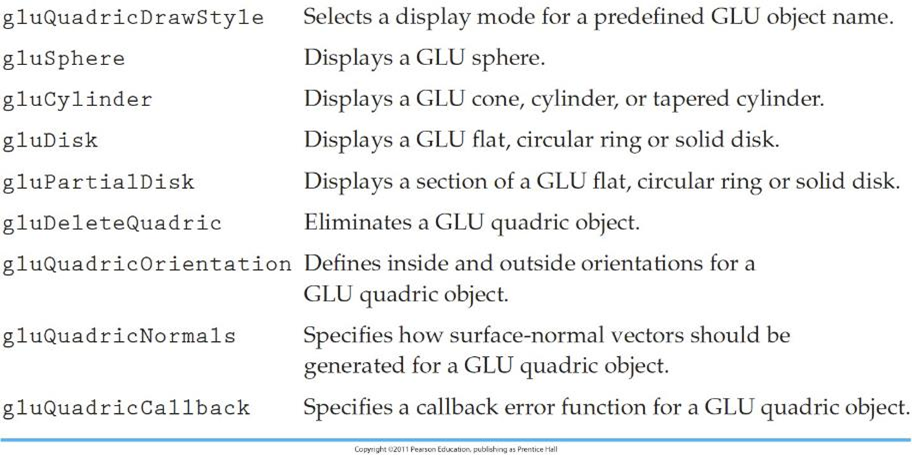 gluQuadricDrawStyle Selects a display mode for a predefined GLU object name.
gluSphere Displays a GLU sphere.
gluCylinder Displays a GLU cone, cylinder, or tapered cylinder.
gluDisk Displays a GLU flat, circular ring or solid disk.
gluPartialDisk Displays a section of a GLU flat, circular ring or solid disk.
gluDeleteQuadric Eliminates a GLU quadric object.
gluQuadricOrientation Defines inside and outside orientations for a
GLU quadric object.
gluQuadricNormals Specifies how surface-normal vectors should be
generated for a GLU quadric object.
gluQuadricCallback Specifies a callback error function for a GLU quadric object.
Copyright ©2011 Pearson Education, publishing as Prentice Hall